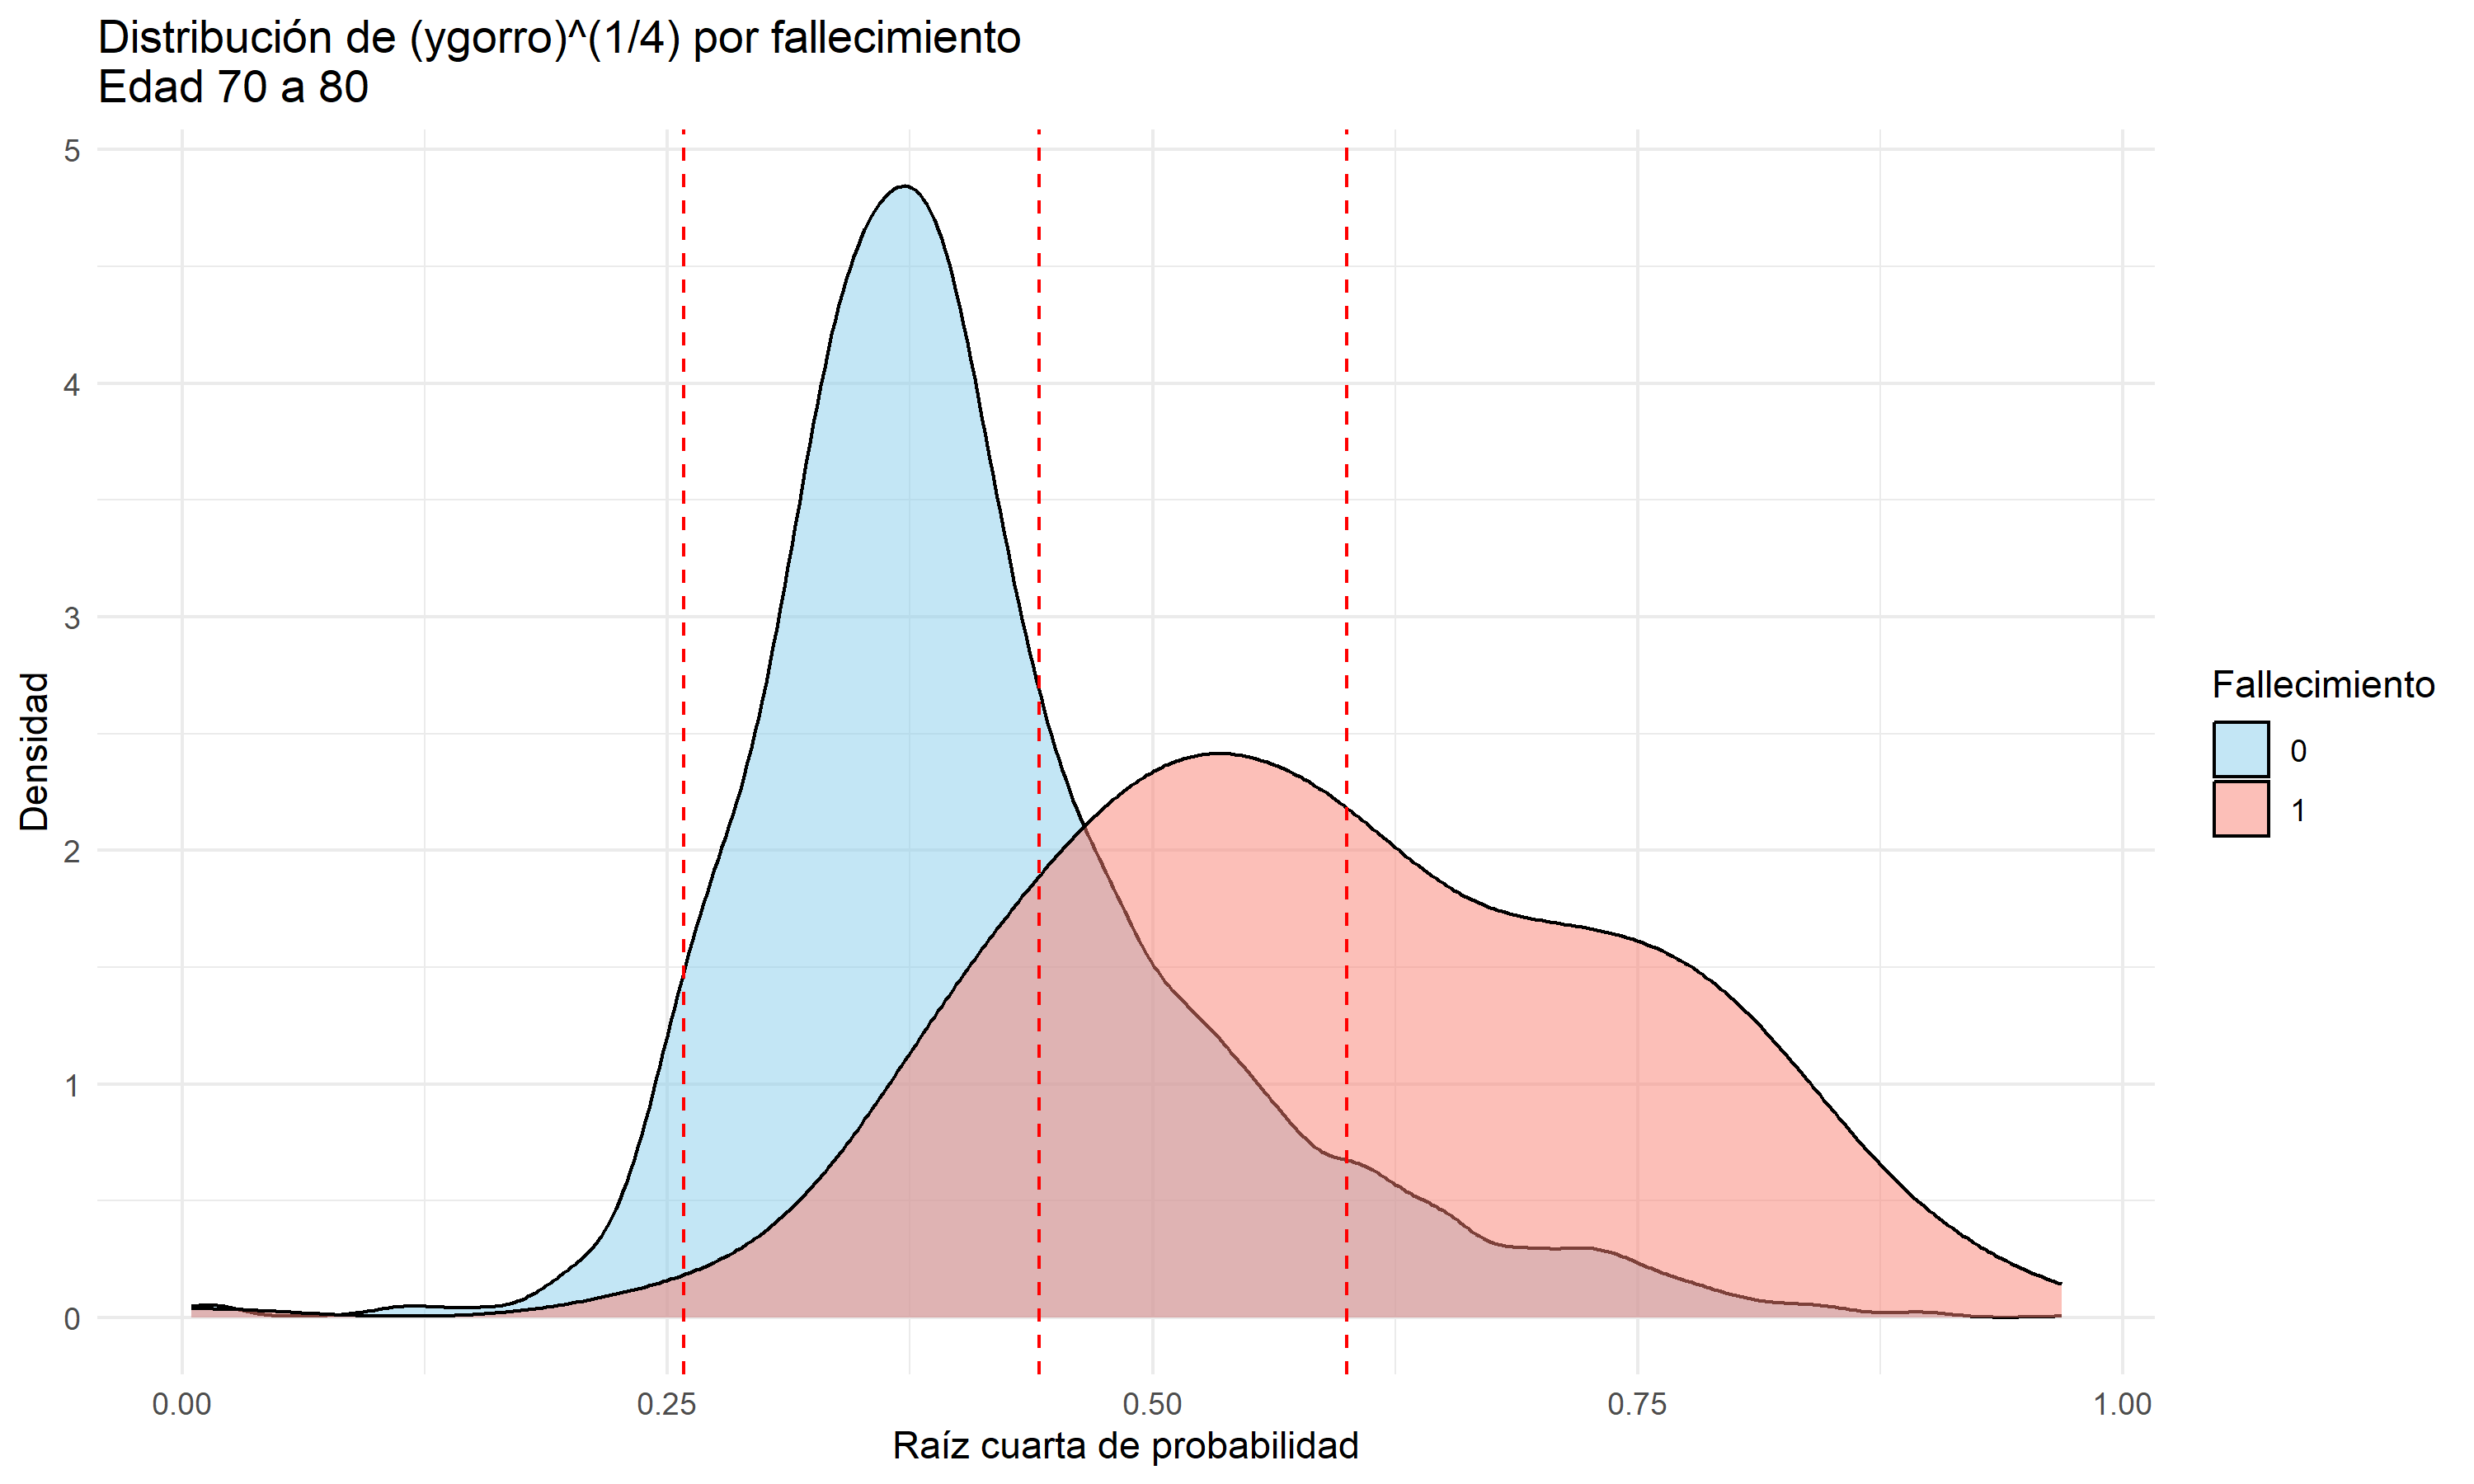 Distribución de (ygorro)^(1/4) por fallecimiento
Edad 70 a 80
Densidad
5
4
3
2
1
0
0.00
0.25
0.50
0.75
1.00
Raíz cuarta de probabilidad
Fallecimiento
0
1